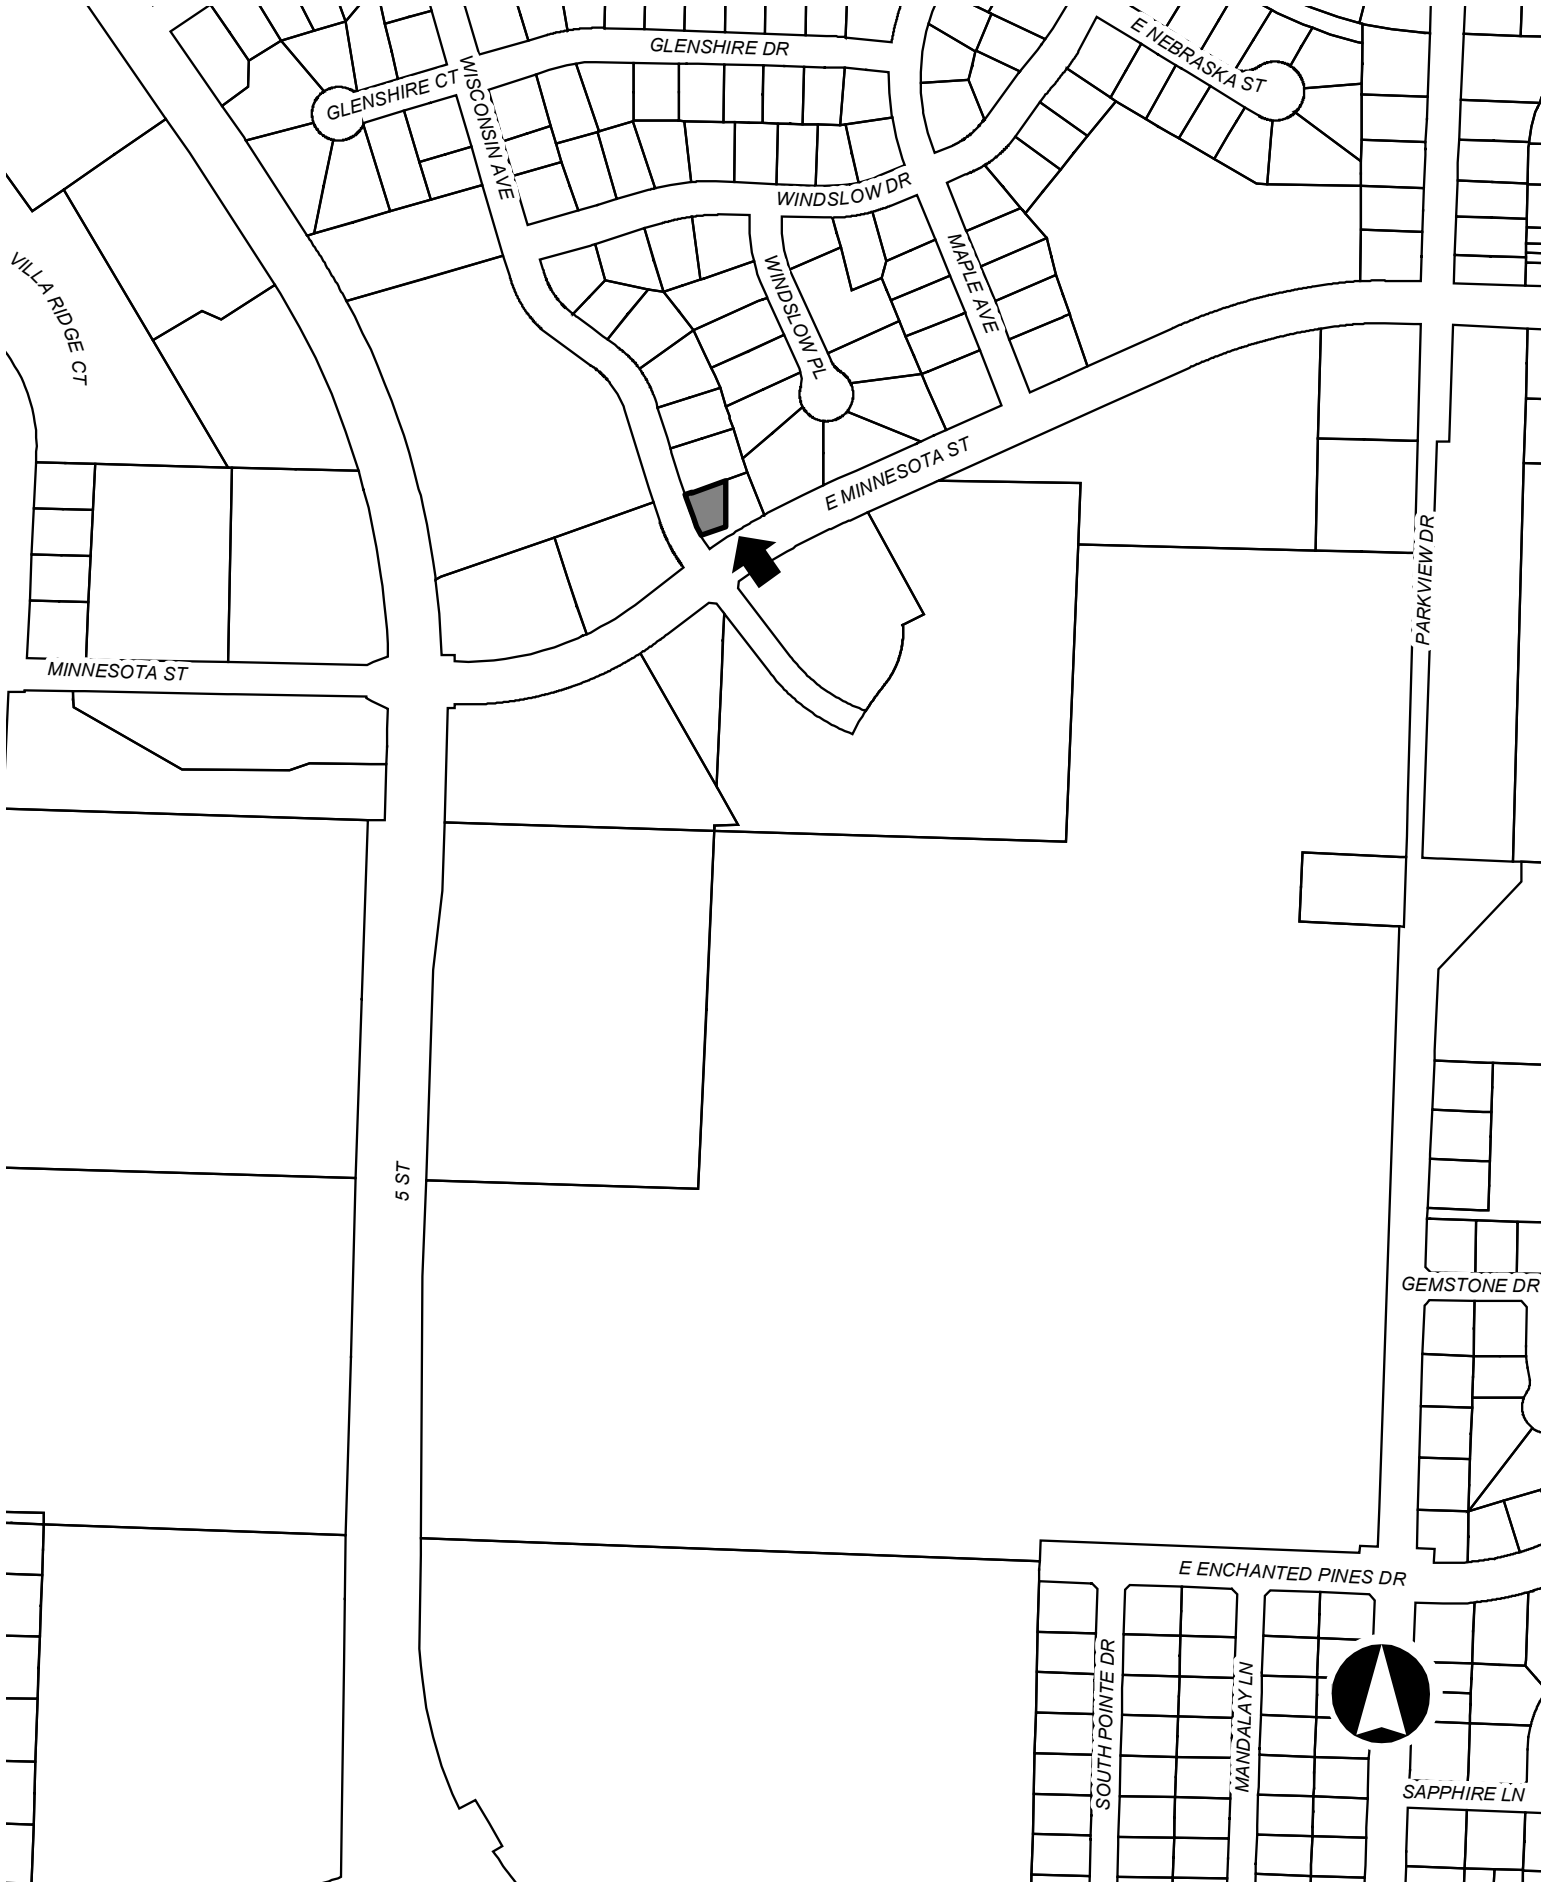 GLENSHIRE DR
E NEBRASKA ST
GLENSHIRE CT
WISCONSIN AVE
WINDSLOW DR
VILLA RIDGE CT
WINDSLOW PL
MAPLE AVE
E MINNESOTA ST
PARKVIEW DR
MINNESOTA ST
5 ST
GEMSTONE DR
E ENCHANTED PINES DR
SOUTH POINTE DR
MANDALAY LN
SAPPHIRE LN